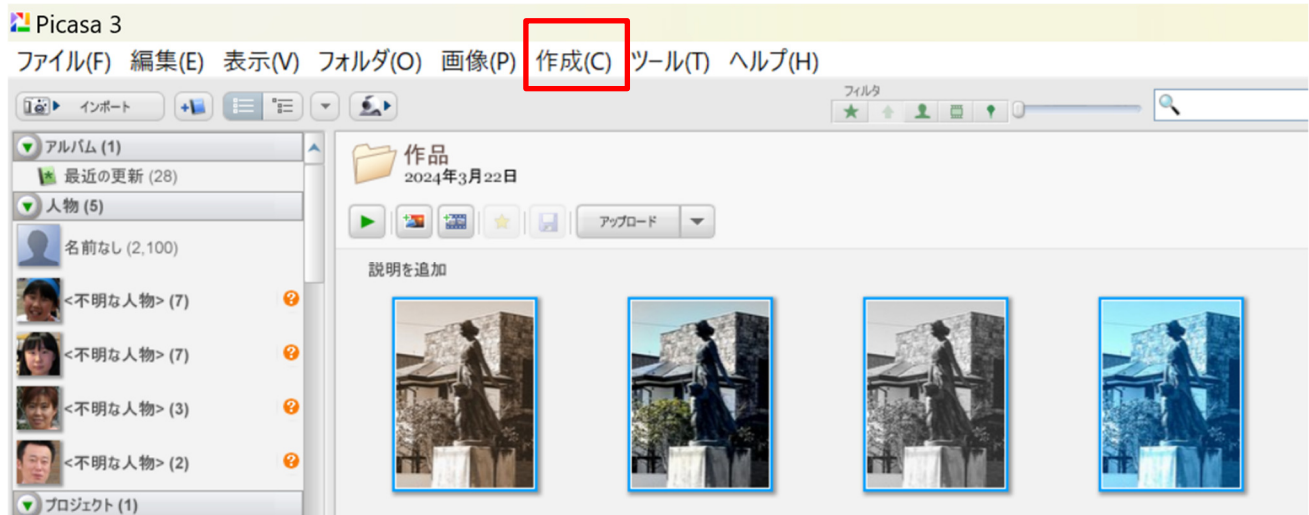 Picasa 3
ファイル(F) 編集(E) 表示(V) フォルダ(O) 画像(P) 作成(C) ツール(T) ヘルプ(H)
インポート
フィルタ
アルバム (1)
最近の更新 (28)
人物 (5)
名前なし (2,100)
<不明な人物> (7)
<不明な人物> (7)
<不明な人物> (3)
<不明な人物> (2)
プロジェクト (1)
作品
2024年3月22日
アップロード
説明を追加